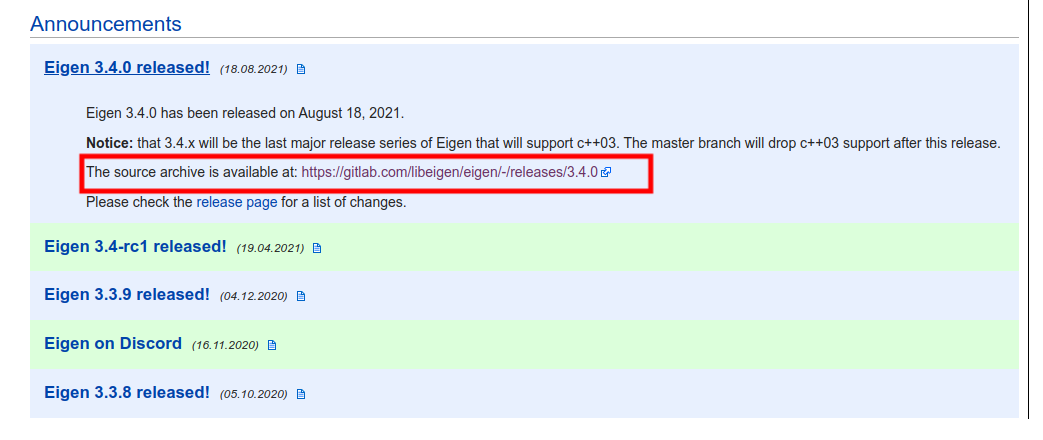 Announcements
Eigen 3.4.0 released! (18.08.2021)
Eigen 3.4.0 has been released on August 18, 2021.
Notice: that 3.4.x will be the last major release series of Eigen that will support c++03. The master branch will drop c++03 support after this release.
The source archive is available at: https://gitlab.com/libeigen/eigen/-/releases/3.4.0
Please check the release page for a list of changes.
Eigen 3.4-rc1 released! (19.04.2021)
Eigen 3.3.9 released! (04.12.2020)
Eigen on Discord (16.11.2020)
Eigen 3.3.8 released! (05.10.2020)